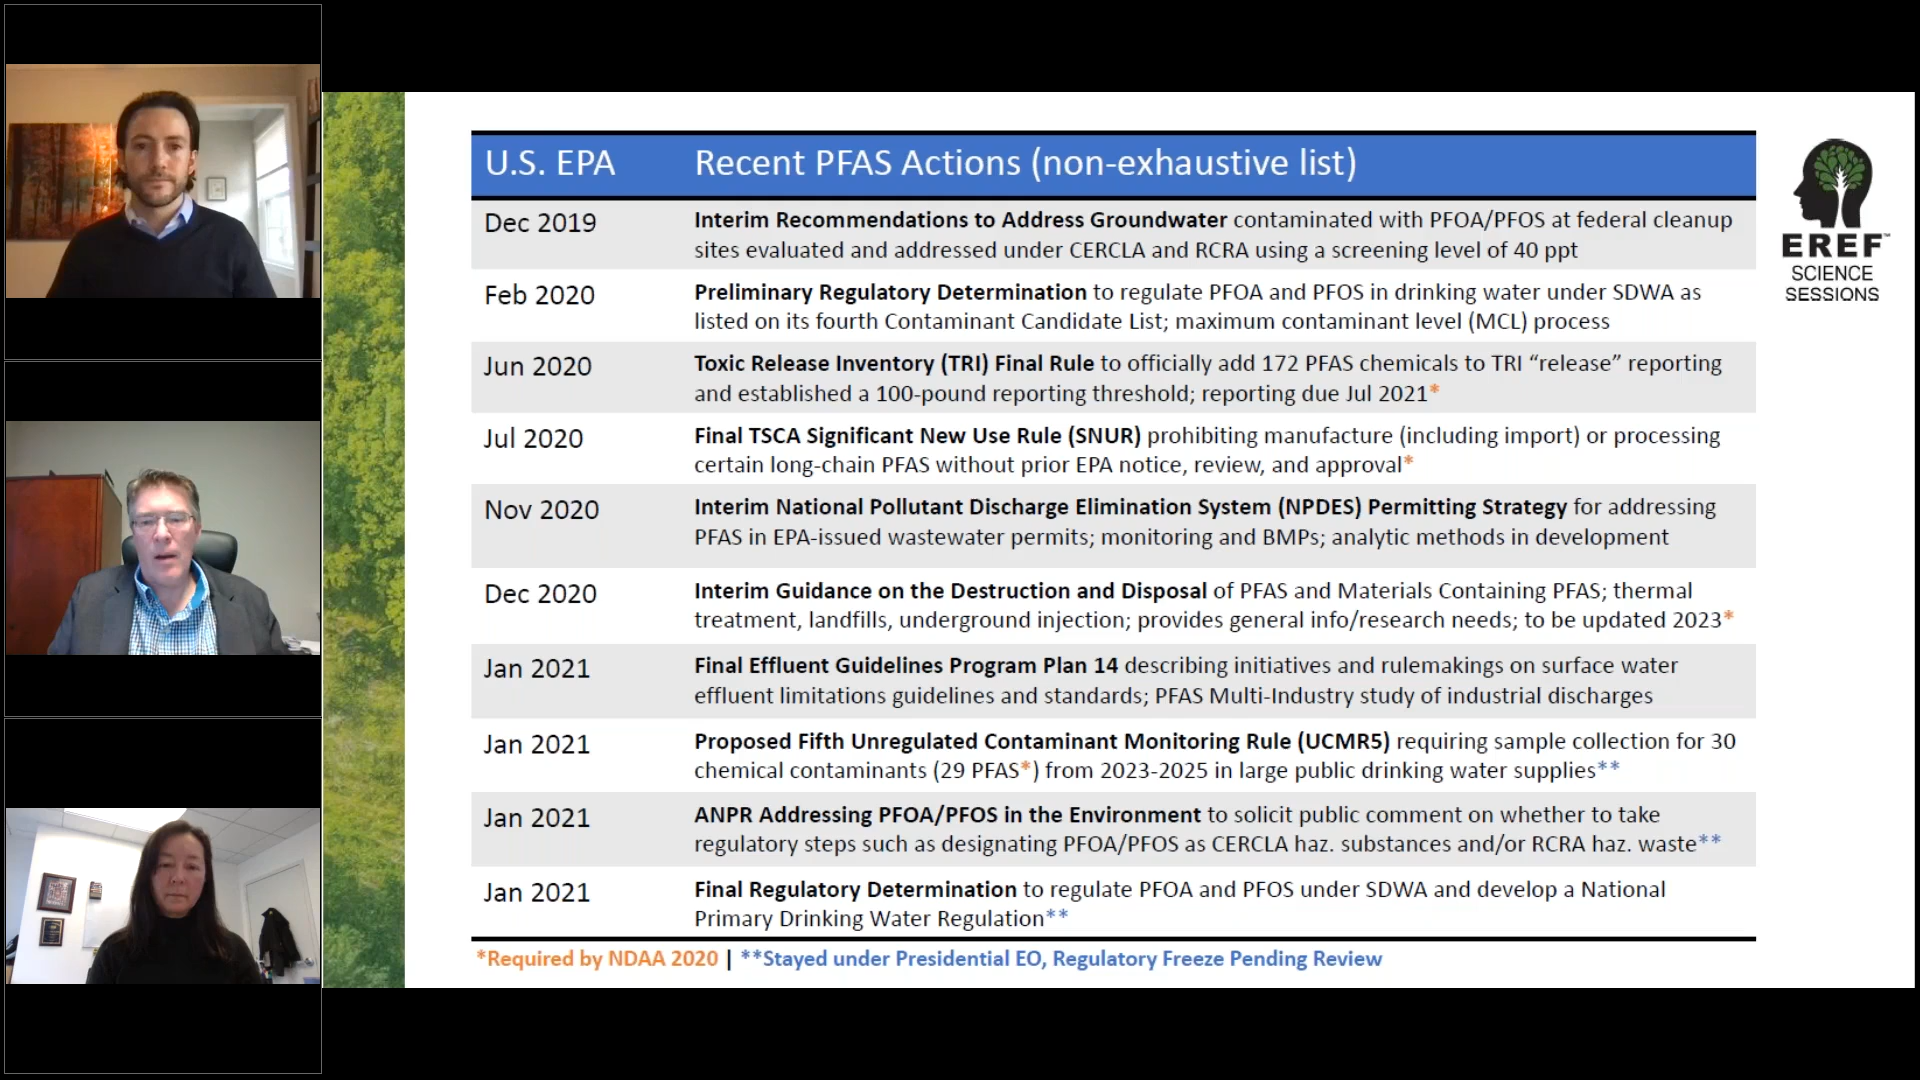 U.S. EPA Recent PFAS Actions (non-exhaustive list)
Dec 2019 Interim Recommendations to Address Groundwater contaminated with PFOA/PFOS at federal cleanup
sites evaluated and addressed under CERCLA and RCRA using a screening level of 40 ppt
Feb 2020 Preliminary Regulatory Determination to regulate PFOA and PFOS in drinking water under SDWA as
listed on its fourth Contaminant Candidate List; maximum contaminant level (MCL) process
Jun 2020 Toxic Release Inventory (TRI) Final Rule to officially add 172 PFAS chemicals to TRI “release” reporting
and established a 100-pound reporting threshold; reporting due Jul 2021*
Jul 2020 Final TSCA Significant New Use Rule (SNUR) prohibiting manufacture (including import) or processing
certain long-chain PFAS without prior EPA notice, review, and approval*
Nov 2020 Interim National Pollutant Discharge Elimination System (NPDES) Permitting Strategy for addressing
PFAS in EPA-issued wastewater permits; monitoring and BMPs; analytic methods in development
Dec 2020 Interim Guidance on the Destruction and Disposal of PFAS and Materials Containing PFAS; thermal
treatment, landfills, underground injection; provides general info/research needs; to be updated 2023*
Jan 2021 Final Effluent Guidelines Program Plan 14 describing initiatives and rulemakings on surface water
effluent limitations guidelines and standards; PFAS Multi-Industry study of industrial discharges
Jan 2021 Proposed Fifth Unregulated Contaminant Monitoring Rule (UCMR5) requiring sample collection for 30
chemical contaminants (29 PFAS*) from 2023-2025 in large public drinking water supplies**
Jan 2021 ANPR Addressing PFOA/PFOS in the Environment to solicit public comment on whether to take
regulatory steps such as designating PFOA/PFOS as CERCLA haz. substances and/or RCRA haz. waste**
Jan 2021 Final Regulatory Determination to regulate PFOA and PFOS under SDWA and develop a National
Primary Drinking Water Regulation**
*Required by NDAA 2020 | **Stayed under Presidential EO, Regulatory Freeze Pending Review
EREF™
SCIENCE
SESSIONS